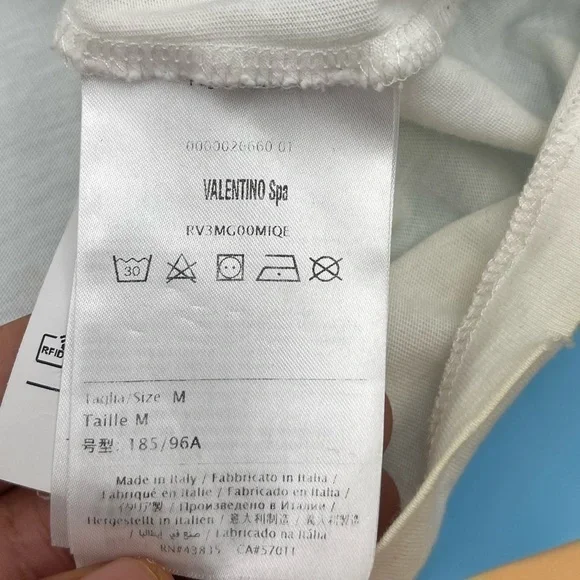 0000026660 01
VALENTINO Spa
RV3MG00MIQE
30
RFID
Taglia/Size M
Taille M
号型: 185/96A
Made in Italy / Fabbricato in Italia
Fabriqué en Italie / Fabricado en Italia
イタリア製 / Произведено в Италии
Hergestellt in Italien / 意大利制造 / 義大利製造
صنع في إيطاليا / Fabricado na Itália
RN#43815 CA#57011